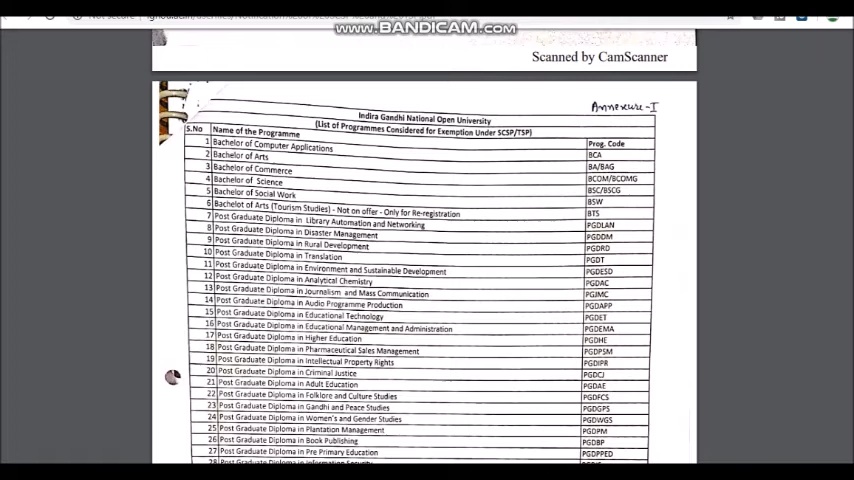 Not secure
www.BANDICAM.com
Scanned by CamScanner
Annexure-I
Indira Gandhi National Open University
(List of Programmes Considered for Exemption Under SCSP/TSP)
S.No Name of the Programme Prog. Code
1 Bachelor of Computer Applications BCA
2 Bachelor of Arts BA/BAG
3 Bachelor of Commerce BCOM/BCOMG
4 Bachelor of Science BSC/BSCG
5 Bachelor of Social Work BSW
6 Bachelot of Arts (Tourism Studies) - Not on offer - Only for Re-registration BTS
7 Post Graduate Diploma in Library Automation and Networking PGDLAN
8 Post Graduate Diploma in Disaster Management PGDDM
9 Post Graduate Diploma in Rural Development PGDRD
10 Post Graduate Diploma in Translation PGDT
11 Post Graduate Diploma in Environment and Sustainable Development PGDESD
12 Post Graduate Diploma in Analytical Chemistry PGDAC
13 Post Graduate Diploma in Journalism and Mass Communication PGJMC
14 Post Graduate Diploma in Audio Programme Production PGDAPP
15 Post Graduate Diploma in Educational Technology PGDET
16 Post Graduate Diploma in Educational Management and Administration PGDEMA
17 Post Graduate Diploma in Higher Education PGDHE
18 Post Graduate Diploma in Pharmaceutical Sales Management PGDPSM
19 Post Graduate Diploma in Intellectual Property Rights PGDIPR
20 Post Graduate Diploma in Criminal Justice PGDCJ
21 Post Graduate Diploma in Adult Education PGDAE
22 Post Graduate Diploma in Folklore and Culture Studies PGDFCS
23 Post Graduate Diploma in Gandhi and Peace Studies PGDGPS
24 Post Graduate Diploma in Women's and Gender Studies PGDWGS
25 Post Graduate Diploma in Plantation Management PGDPM
26 Post Graduate Diploma in Book Publishing PGDBP
27 Post Graduate Diploma in Pre Primary Education PGDPPED
28 Post Graduate Diploma in Information Security